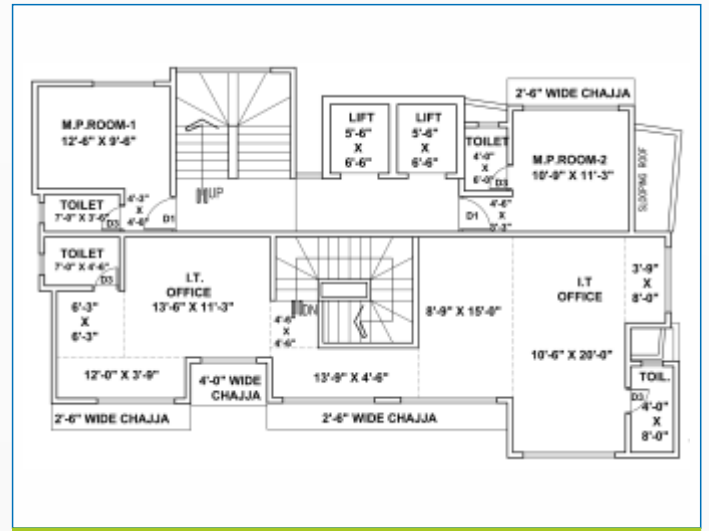 2'-6" WIDE CHAJJA
M.P.ROOM-1
12'-6" X 9'-6"
LIFT
5'-6"
X
6'-6"
LIFT
5'-6"
X
6'-6"
TOILET
4'-0"
X
6'-0"
D3
M.P.ROOM-2
10'-9" X 11'-3"
SLOOPING ROOF
UP
TOILET
7'-0" X 3'-6"
D3
4'-3"
X
4'-6"
D1
D1
4'-6"
X
TOILET
7'-0" X 4'-6"
D3
I.T.
OFFICE
13'-6" X 11'-3"
6'-3"
X
6'-3"
DN
4'-6"
X
4'-6"
8'-9" X 15'-0"
I.T
OFFICE
3'-9"
X
8'-0"
10'-6" X 20'-0"
12'-0" X 3'-9"
4'-0" WIDE
CHAJJA
13'-9" X 4'-6"
TOIL.
D3
4'-0"
X
8'-0"
2'-6" WIDE CHAJJA
2'-6" WIDE CHAJJA